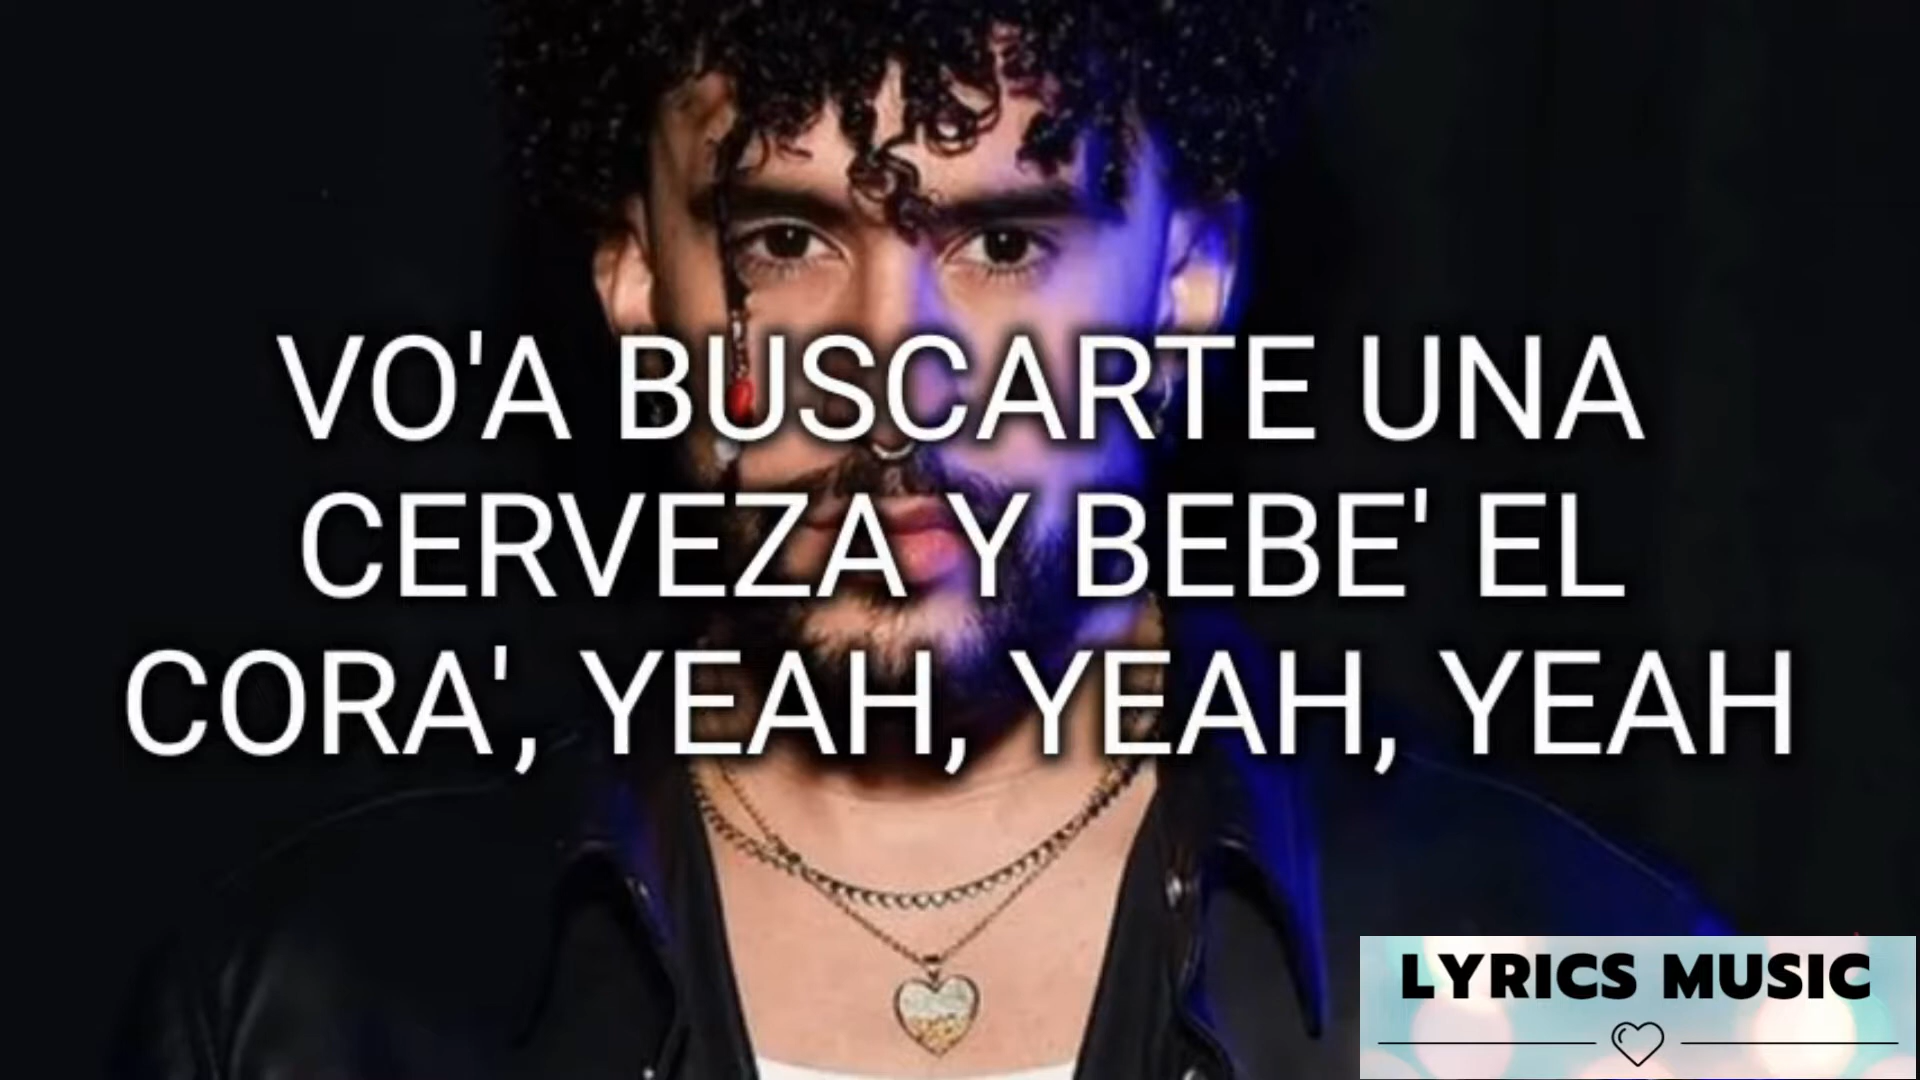 VO'A BUSCARTE UNA
CERVEZA Y BEBE' EL
CORA', YEAH, YEAH, YEAH
LYRICS MUSIC